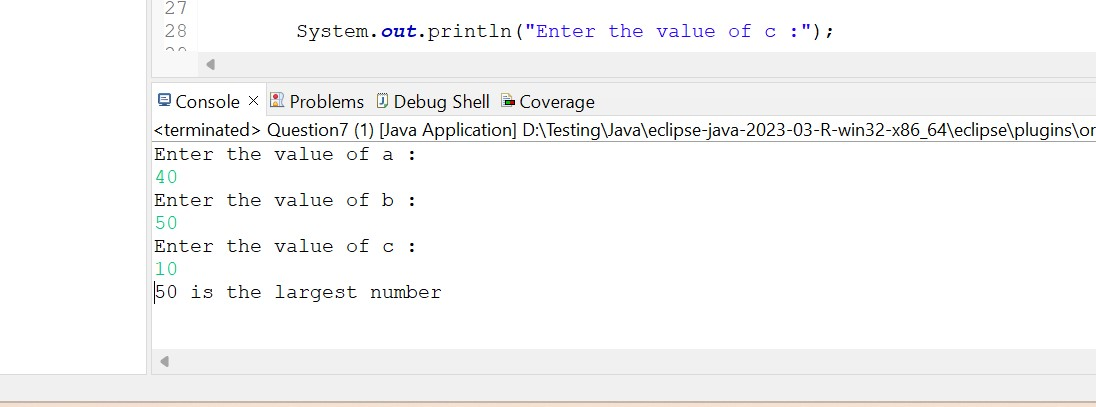 27
28 System.out.println("Enter the value of c :");
Console × Problems Debug Shell Coverage
<terminated> Question7 (1) [Java Application] D:\Testing\Java\eclipse-java-2023-03-R-win32-x86_64\eclipse\plugins\or
Enter the value of a :
40
Enter the value of b :
50
Enter the value of c :
10
50 is the largest number